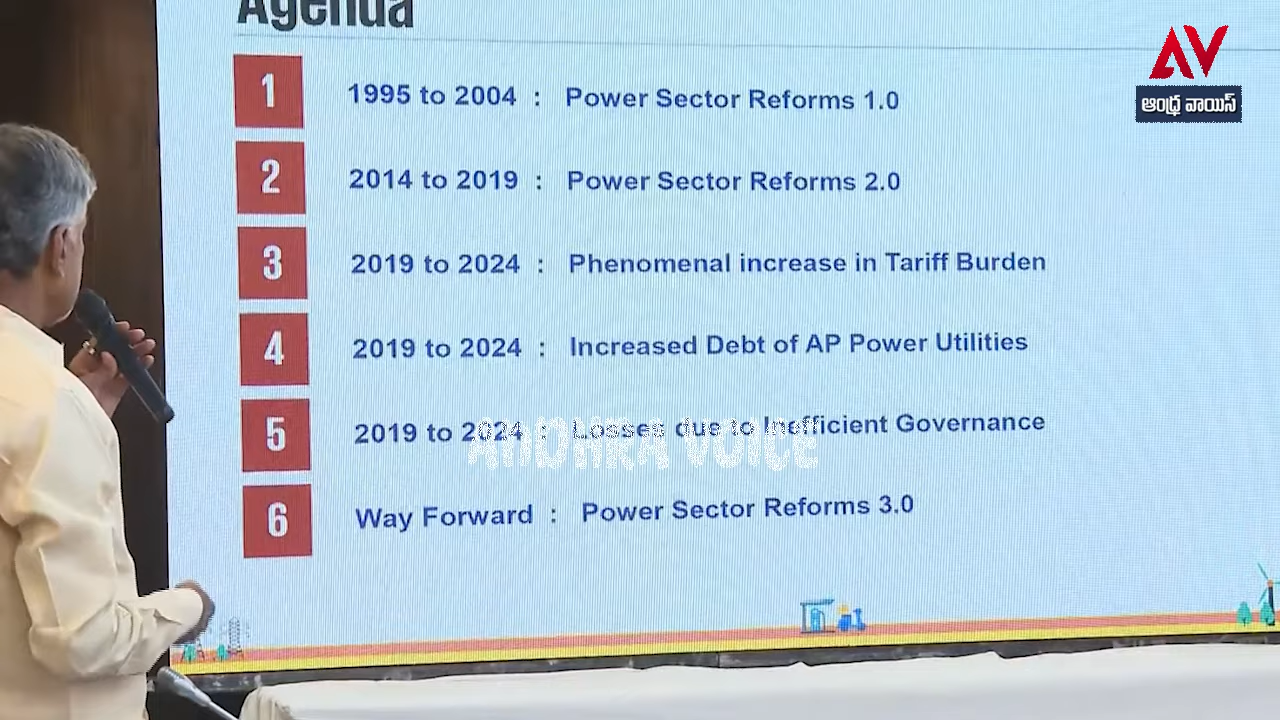 Agenda
AV
ఆంధ్ర వాయిస్
1 1995 to 2004 : Power Sector Reforms 1.0
2 2014 to 2019 : Power Sector Reforms 2.0
3 2019 to 2024 : Phenomenal increase in Tariff Burden
4 2019 to 2024 : Increased Debt of AP Power Utilities
5 2019 to 2024 : Losses due to Inefficient Governance
ANDHRA VOICE
6 Way Forward : Power Sector Reforms 3.0